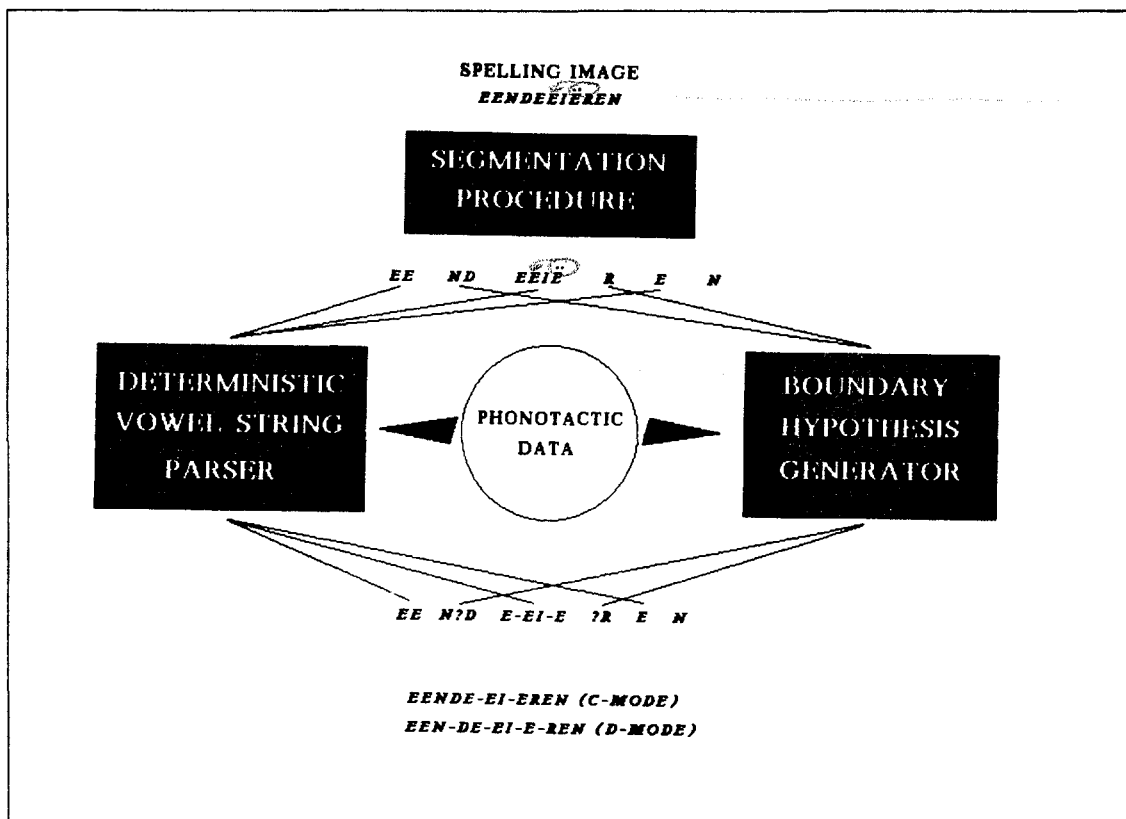 SPELLING IMAGE
EENDEEIEREN
SEGMENTATION
PROCEDURE
EE ND EEIE R E N
DETERMINISTIC
VOWEL STRING
PARSER
PHONOTACTIC
DATA
BOUNDARY
HYPOTHESIS
GENERATOR
EE N?D E-EI-E ?R E N
EENDE-EI-EREN (C-MODE)
EEN-DE-EI-E-REN (D-MODE)